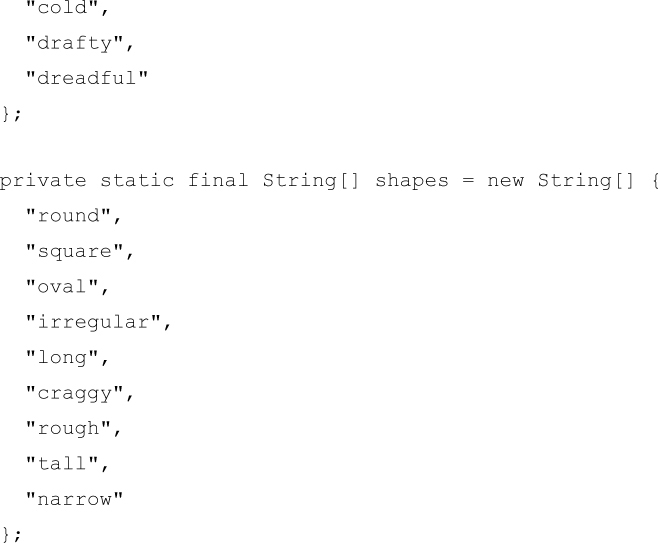 "cold",
  "drafty",
  "dreadful"
};

private static final String[] shapes = new String[] {
  "round",
  "square",
  "oval",
  "irregular",
  "long",
  "craggy",
  "rough",
  "tall",
  "narrow"
};